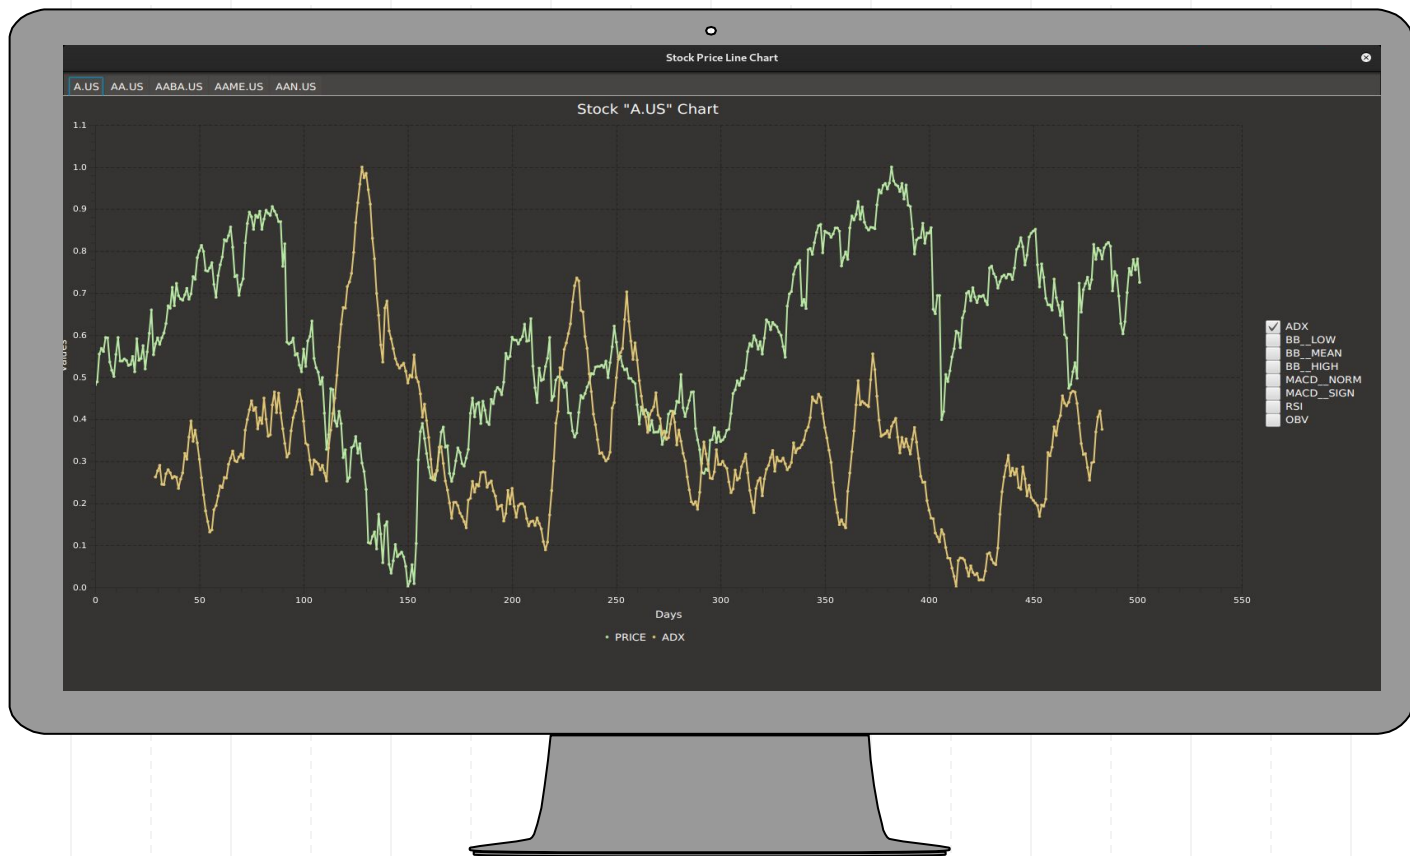 Stock Price Line Chart
A.US AA.US AABA.US AAME.US AAN.US
Stock "A.US" Chart
1.1
1.0
0.9
0.8
0.7
0.6
0.5
0.4
0.3
0.2
0.1
0.0
Values
0 50 100 150 200 250 300 350 400 450 500 550
Days
• PRICE • ADX
ADX
BB__LOW
BB__MEAN
BB__HIGH
MACD__NORM
MACD__SIGN
RSI
OBV